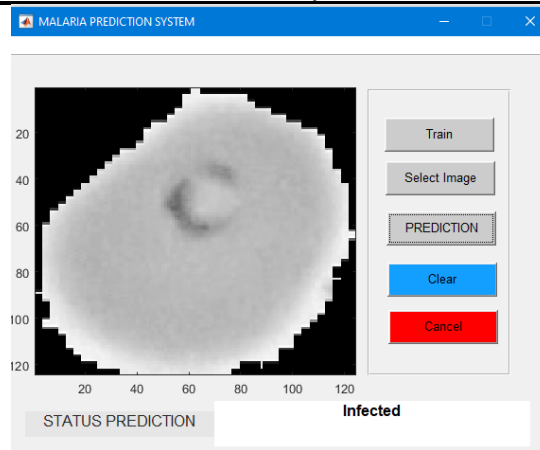 MALARIA PREDICTION SYSTEM
20
40
60
80
100
120
20 40 60 80 100 120
Train
Select Image
PREDICTION
Clear
Cancel
STATUS PREDICTION
Infected